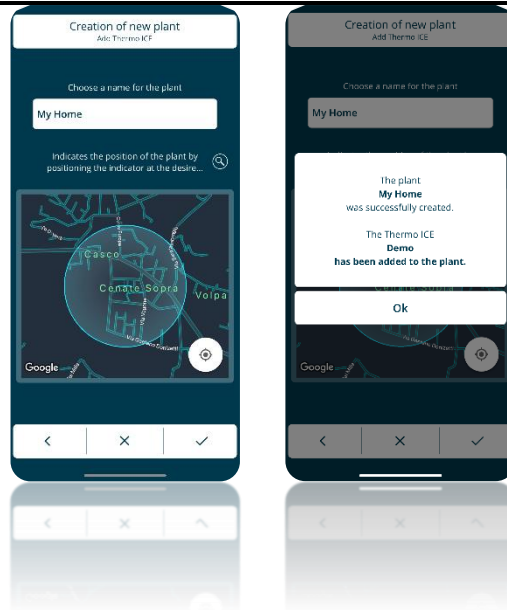 Creation of new plant
Add Thermo ICE
Choose a name for the plant
My Home
Indicates the position of the plant by
positioning the indicator at the desire...
Casco
Cenate Sopra
Volpa
Google
Creation of new plant
Add Thermo ICE
Choose a name for the plant
My Home
The plant
My Home
was successfully created.
The Thermo ICE
Demo
has been added to the plant.
Ok
Google